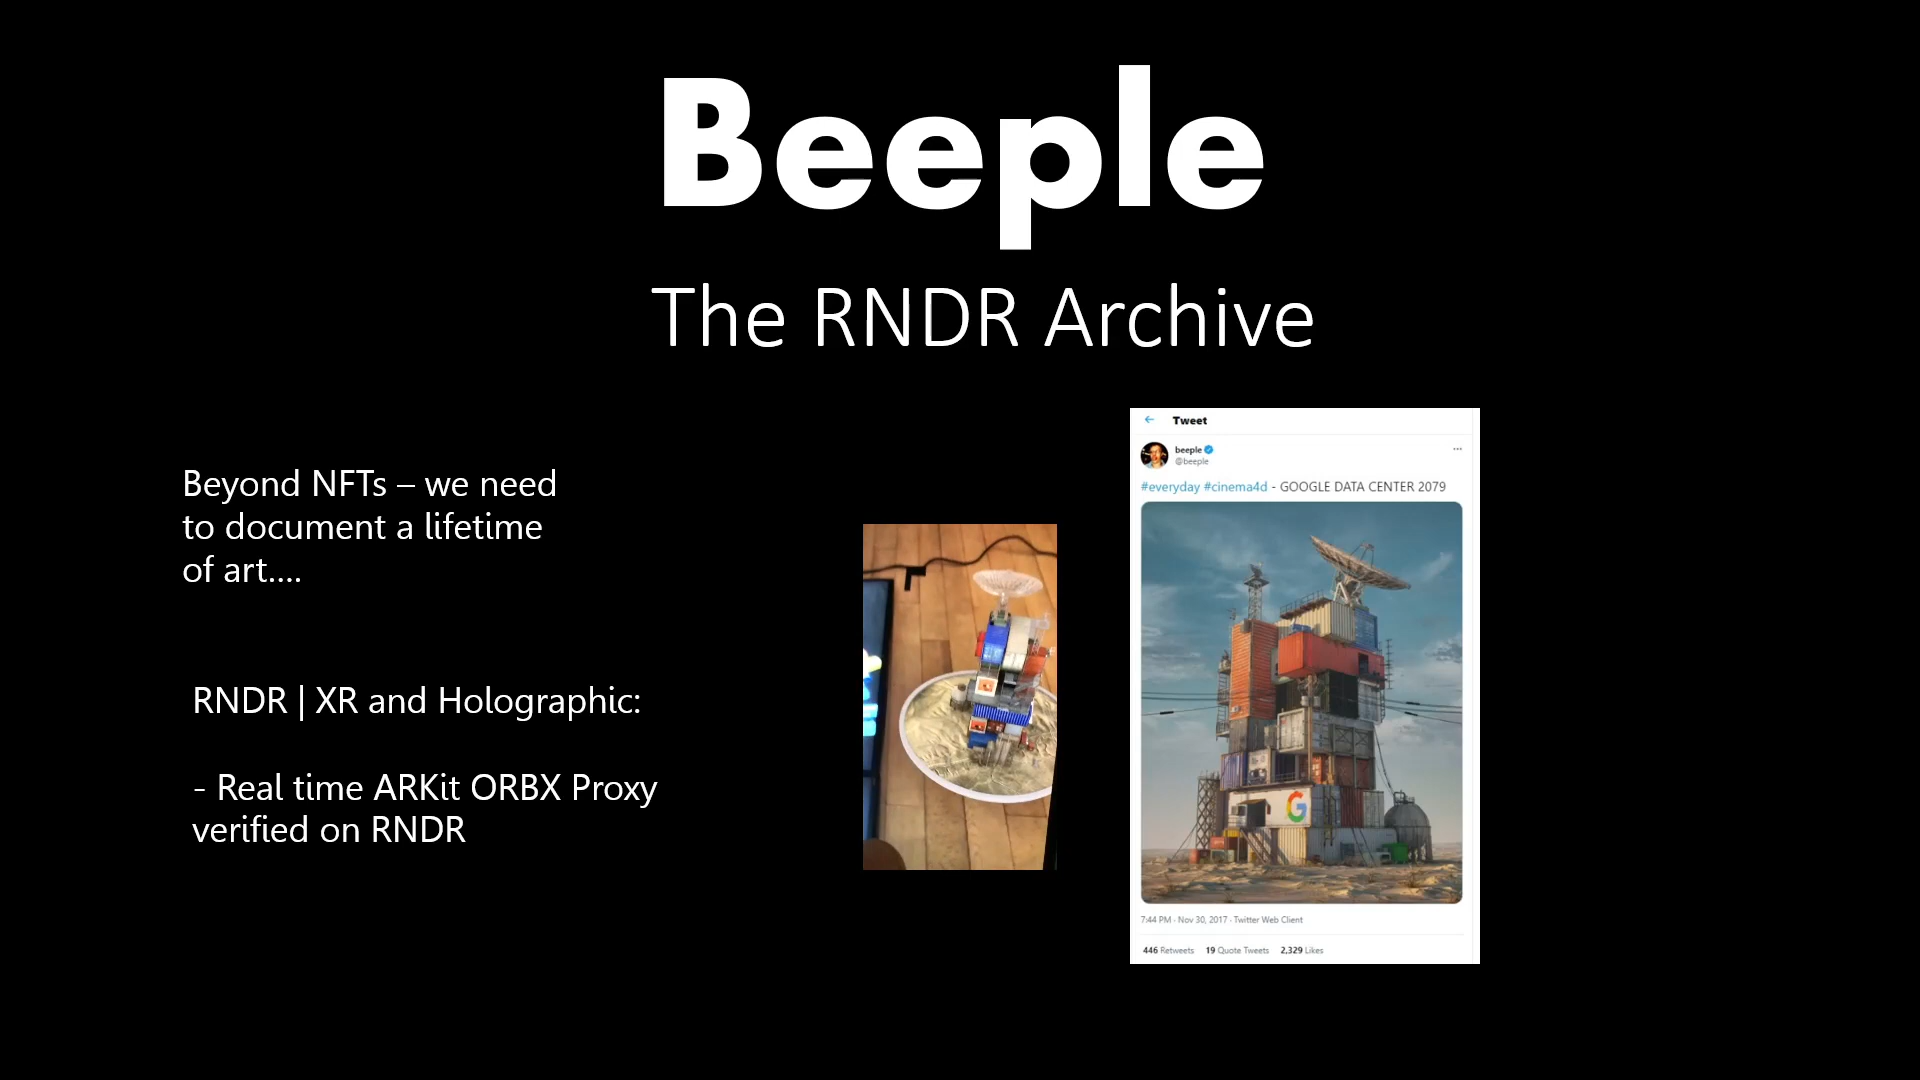 Beeple
The RNDR Archive
Beyond NFTs – we need
to document a lifetime
of art....
RNDR | XR and Holographic:
- Real time ARKit ORBX Proxy
verified on RNDR
Tweet
beeple
@beeple
#everyday #cinema4d - GOOGLE DATA CENTER 2079
G
7:44 PM · Nov 30, 2017 · Twitter Web Client
446 Retweets 19 Quote Tweets 2,329 Likes